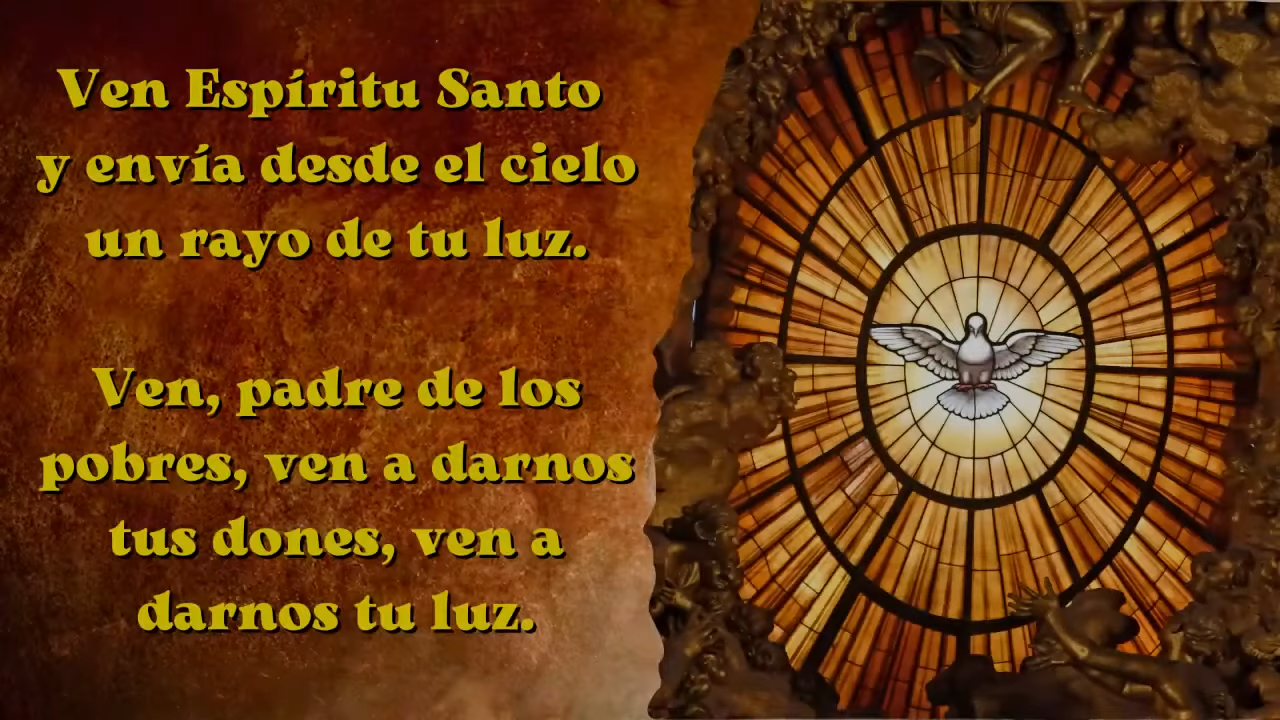 Ven Espíritu Santo
y envía desde el cielo
un rayo de tu luz.
Ven, padre de los
pobres, ven a darnos
tus dones, ven a
darnos tu luz.